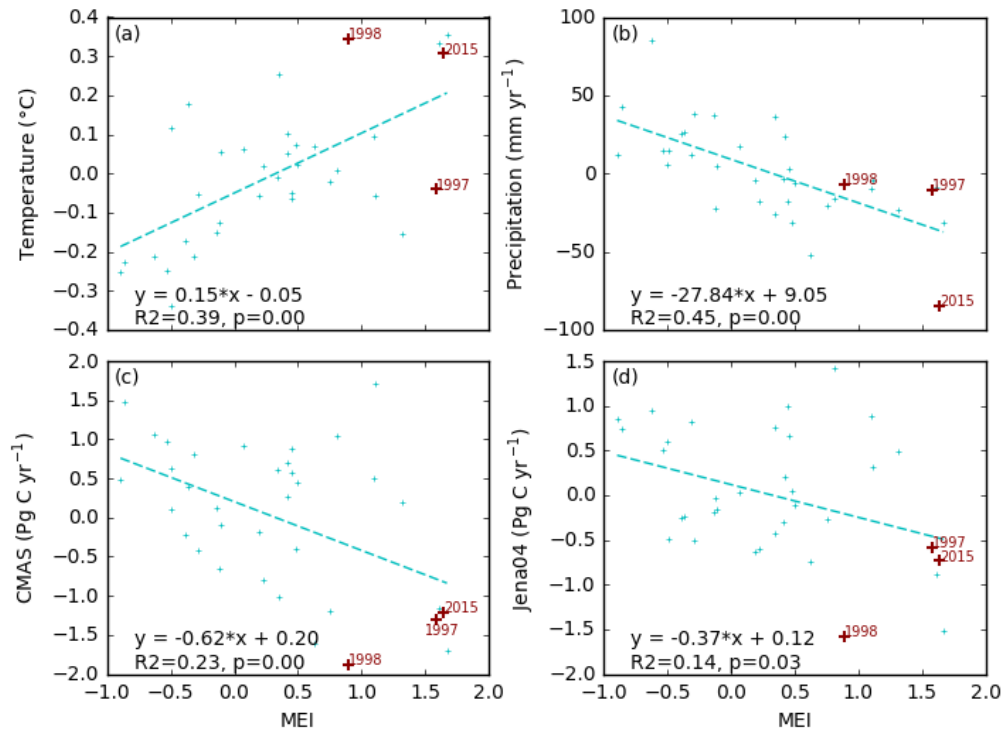 0.4
0.3
0.2
0.1
0.0
−0.1
−0.2
−0.3
−0.4
Temperature (°C)
(a)
1998
2015
1997
y = 0.15*x - 0.05
R2=0.39, p=0.00
100
50
0
−50
−100
Precipitation (mm yr⁻¹)
(b)
1998
1997
2015
y = -27.84*x + 9.05
R2=0.45, p=0.00
2.0
1.5
1.0
0.5
0.0
−0.5
−1.0
−1.5
−2.0
CMAS (Pg C yr⁻¹)
(c)
2015
1997
1998
y = -0.62*x + 0.20
R2=0.23, p=0.00
−1.0 −0.5 0.0 0.5 1.0 1.5 2.0
MEI
1.5
1.0
0.5
0.0
−0.5
−1.0
−1.5
−2.0
Jena04 (Pg C yr⁻¹)
(d)
1997
2015
1998
y = -0.37*x + 0.12
R2=0.14, p=0.03
−1.0 −0.5 0.0 0.5 1.0 1.5 2.0
MEI